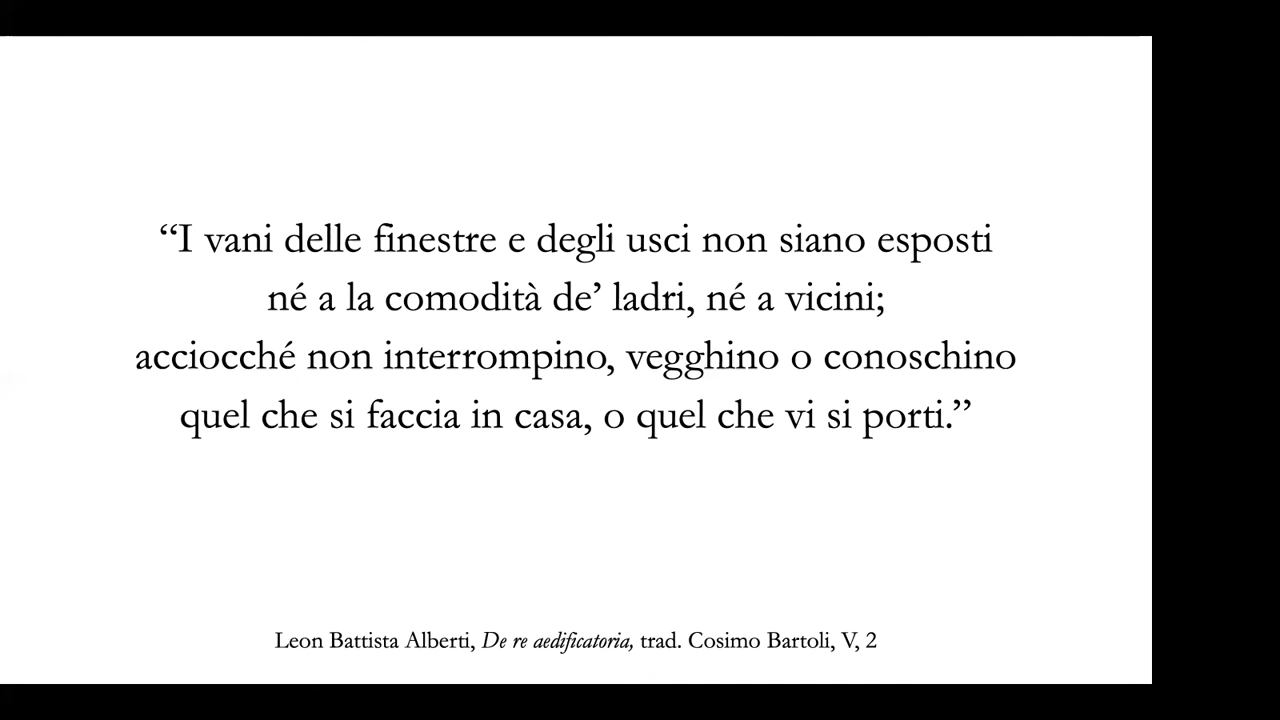 “I vani delle finestre e degli usci non siano esposti
né a la comodità de’ ladri, né a vicini;
acciocché non interrompino, vegghino o conoschino
quel che si faccia in casa, o quel che vi si porti.”
Leon Battista Alberti, De re aedificatoria, trad. Cosimo Bartoli, V, 2